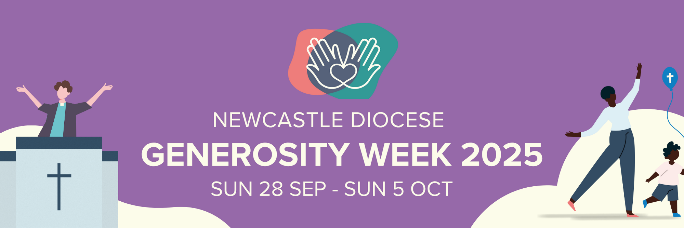 NEWCASTLE DIOCESE
GENEROSITY WEEK 2025
SUN 28 SEP - SUN 5 OCT